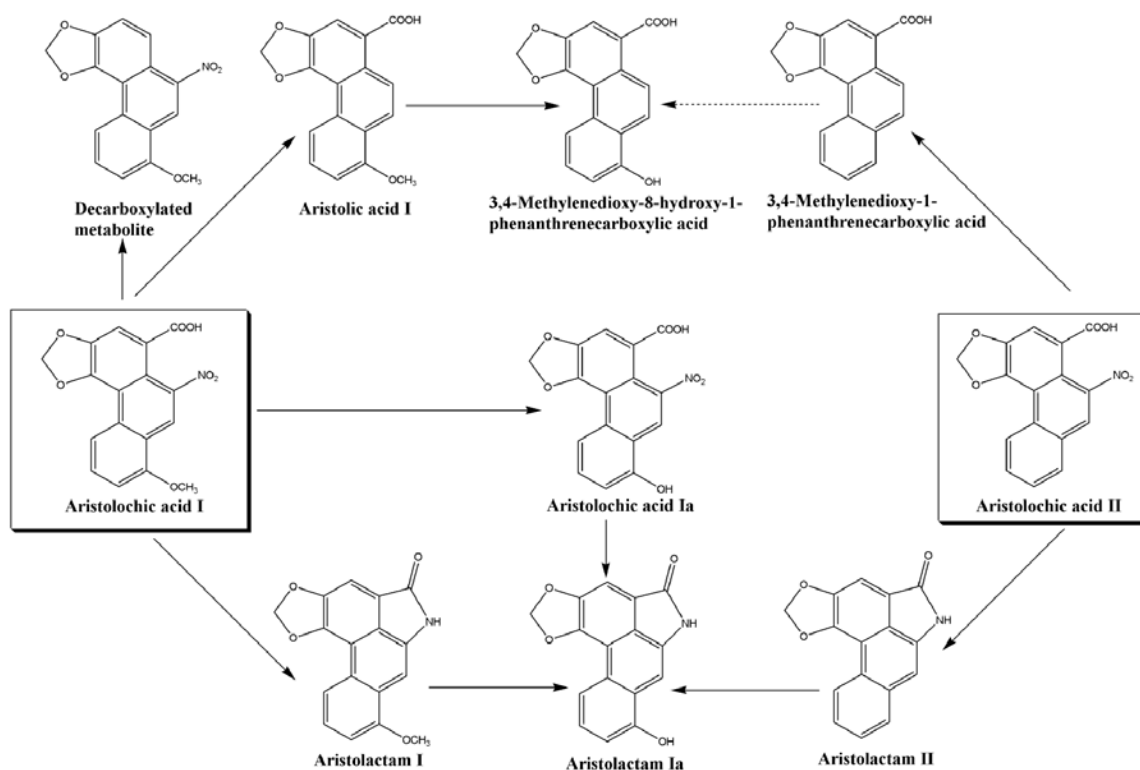 O
O
NO₂
OCH₃
Decarboxylated
metabolite
O
O
COOH
OCH₃
Aristolic acid I
O
O
COOH
OH
3,4-Methylenedioxy-8-hydroxy-1-
phenanthrenecarboxylic acid
O
O
COOH
3,4-Methylenedioxy-1-
phenanthrenecarboxylic acid
O
O
COOH
NO₂
OCH₃
Aristolochic acid I
O
O
COOH
NO₂
OH
Aristolochic acid Ia
O
O
COOH
NO₂
Aristolochic acid II
O
O
O
NH
OCH₃
Aristolactam I
O
O
O
NH
OH
Aristolactam Ia
O
O
O
NH
Aristolactam II